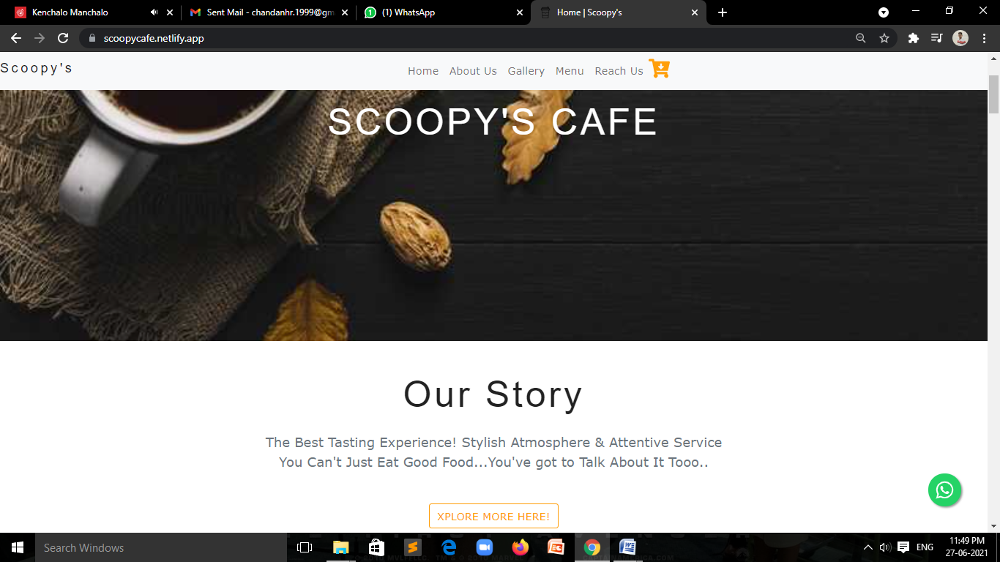 Kenchalo Manchalo
Sent Mail - chandanhr.1999@gm
(1) WhatsApp
Home | Scoopy's
scoopycafe.netlify.app
Scoopy's
Home About Us Gallery Menu Reach Us
SCOOPY'S CAFE
Our Story
The Best Tasting Experience! Stylish Atmosphere & Attentive Service
You Can't Just Eat Good Food...You've got to Talk About It Tooo..
XPLORE MORE HERE!
Search Windows
ENG
11:49 PM
27-06-2021